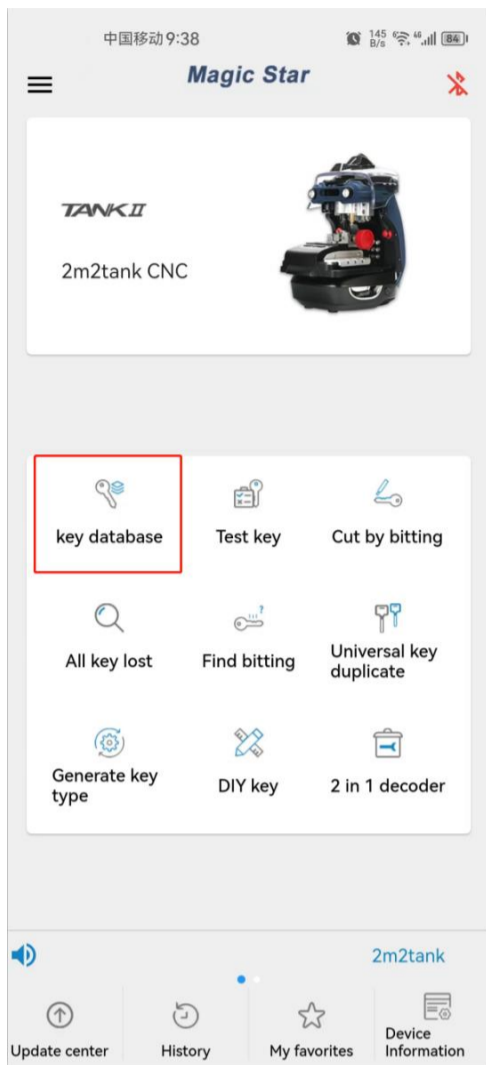 中国移动 9:38
145 B/s 84
Magic Star
TANK II
2m2tank CNC
key database
Test key
Cut by bitting
All key lost
Find bitting
Universal key
duplicate
Generate key
type
DIY key
2 in 1 decoder
2m2tank
Update center
History
My favorites
Device
Information